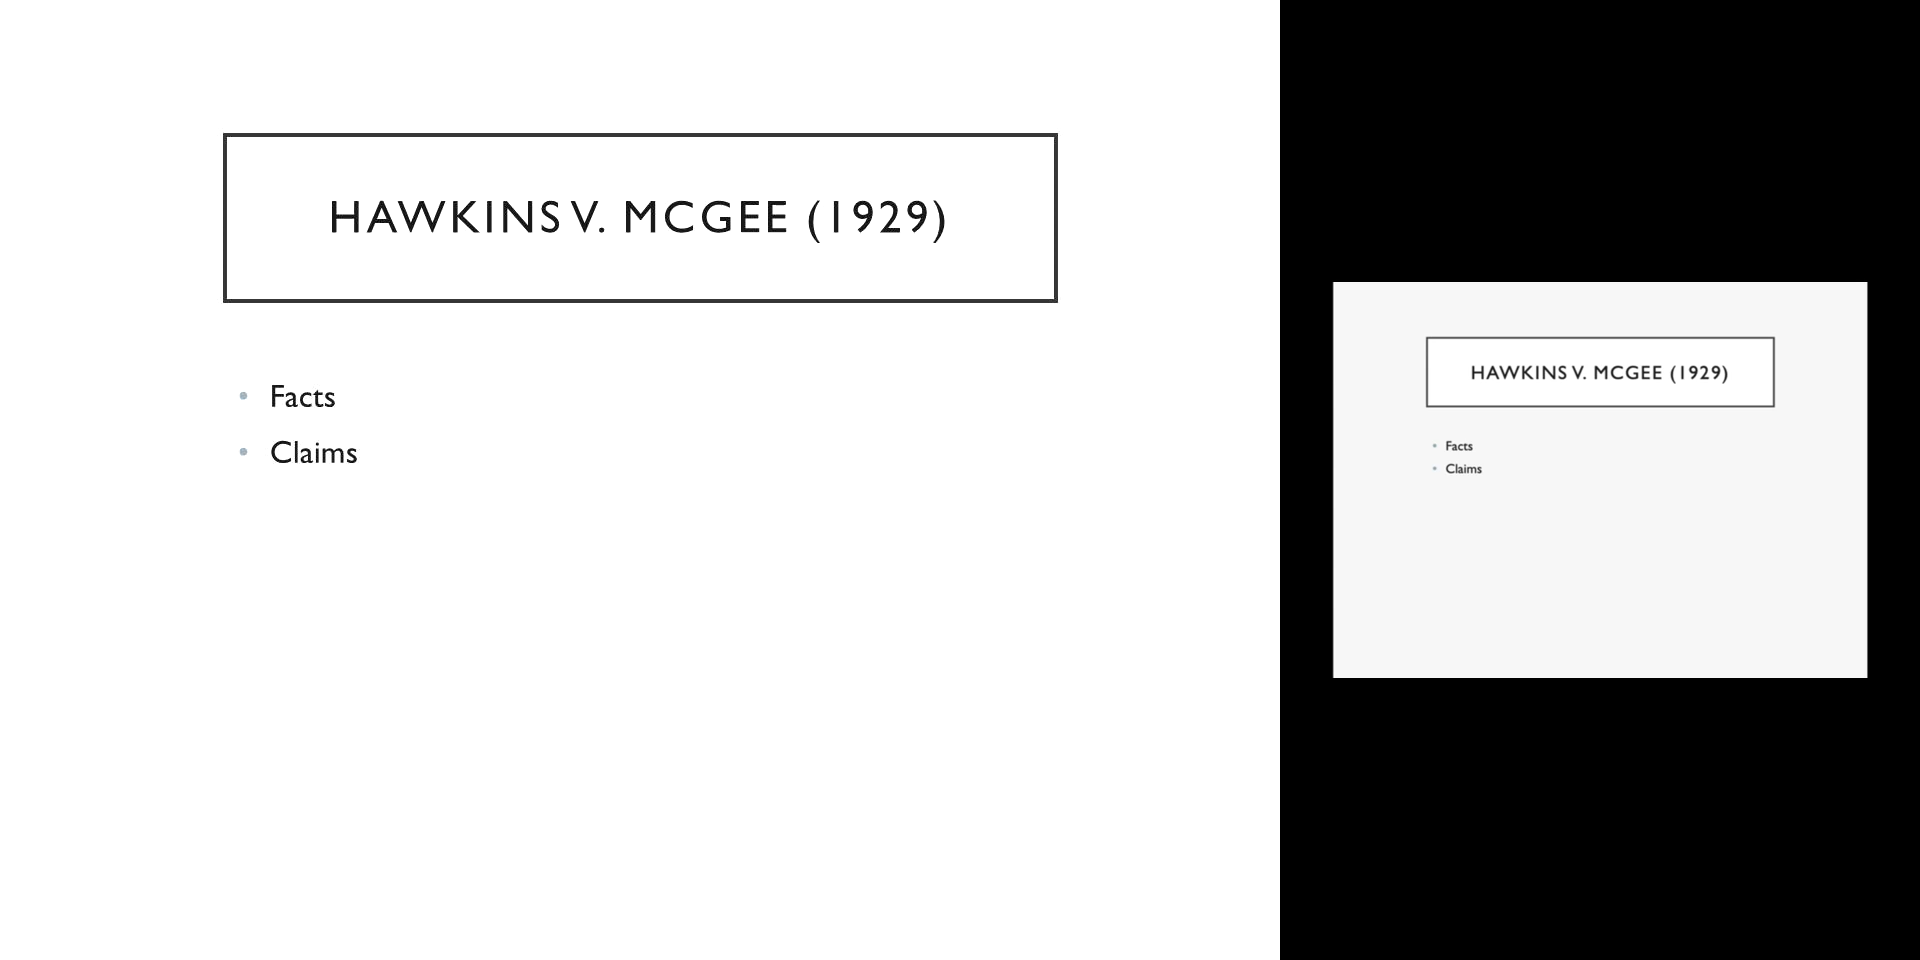 HAWKINS V. MCGEE (1929)
• Facts
• Claims
HAWKINS V. MCGEE (1929)
• Facts
• Claims